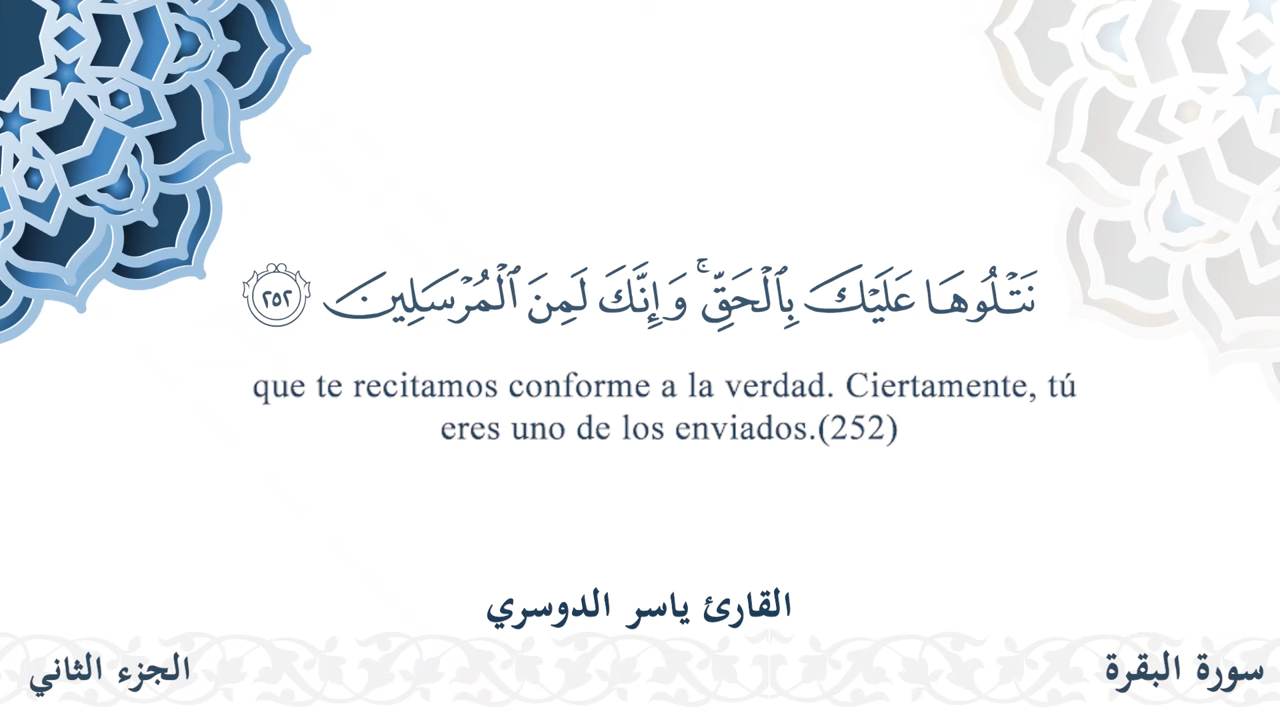 نَتْلُوهَا عَلَيْكَ بِٱلْحَقِّ ۚ وَإِنَّكَ لَمِنَ ٱلْمُرْسَلِينَ ٢٥٢
que te recitamos conforme a la verdad. Ciertamente, tú
eres uno de los enviados.(252)
القارئ ياسر الدوسري
سورة البقرة
الجزء الثاني